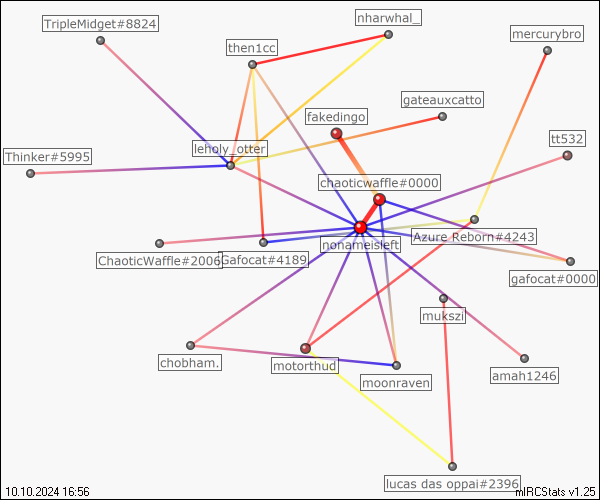 nharwhal_
TripleMidget#8824
mercurybro
then1cc
gateauxcatto
fakedingo
tt532
leholy_otter
Thinker#5995
chaoticwaffle#0000
Azure_Reborn#4243
nonameisleft
ChaoticWaffle#2006
Gafocat#4189
gafocat#0000
mukszi
chobham.
motorthud
amah1246
moonraven
lucas das oppai#2396
10.10.2024 16:56
mIRCStats v1.25